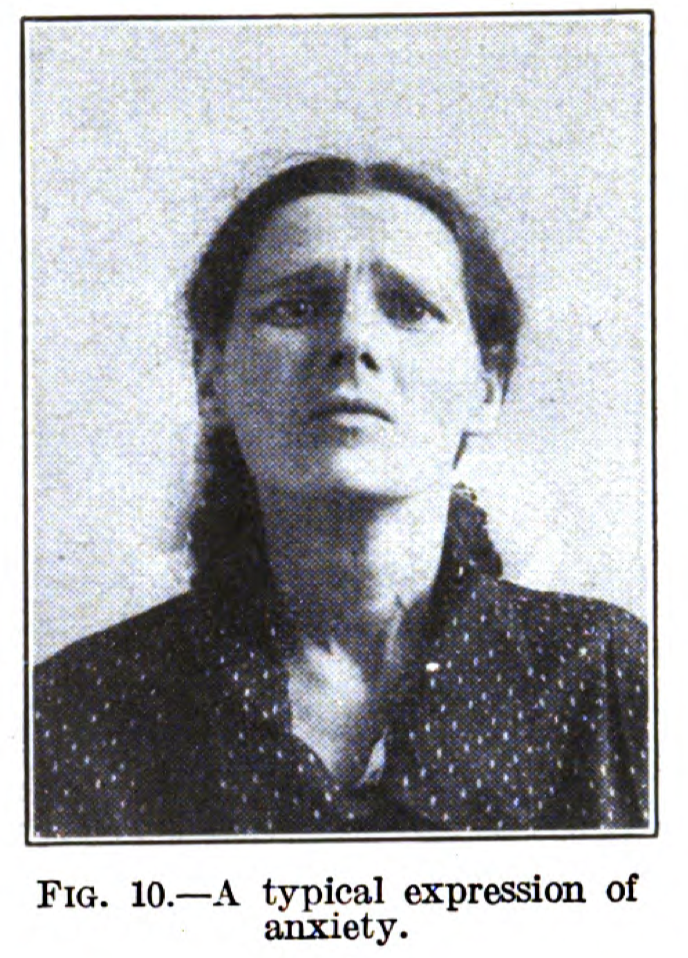 FIG. 10.—A typical expression of
anxiety.